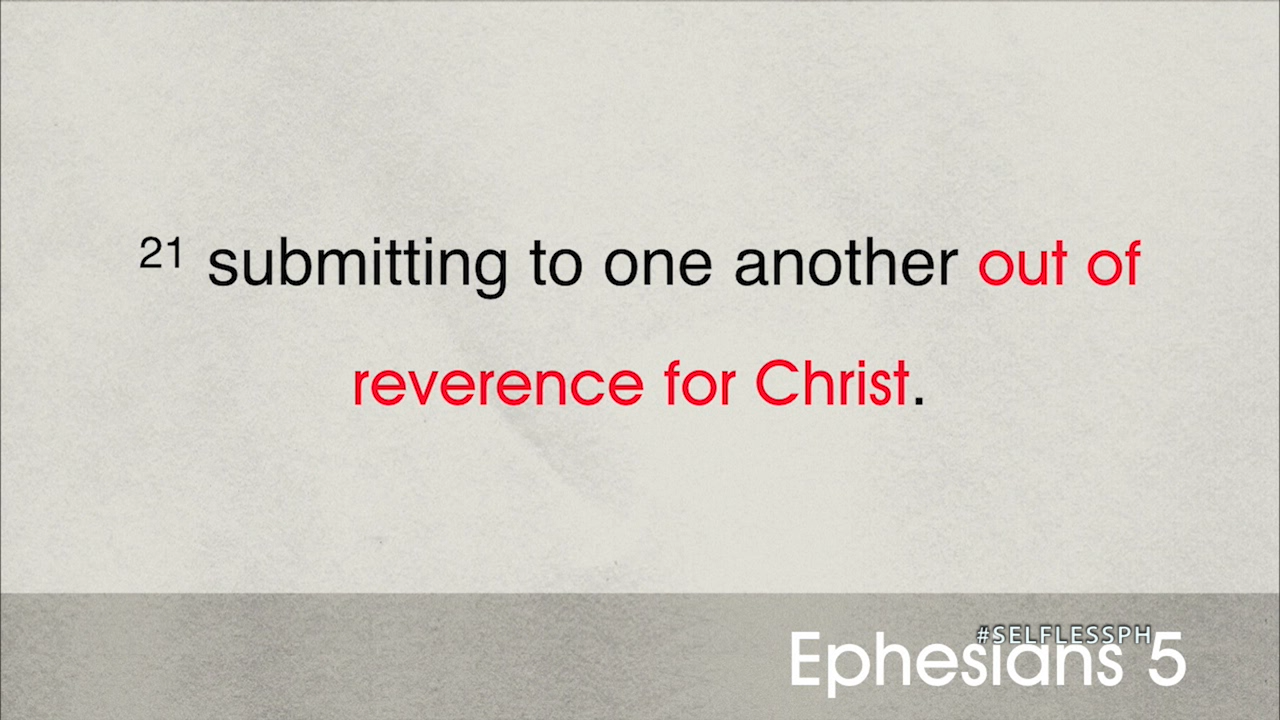 21 submitting to one another out of
reverence for Christ.
#SELFLESSPH
Ephesians 5